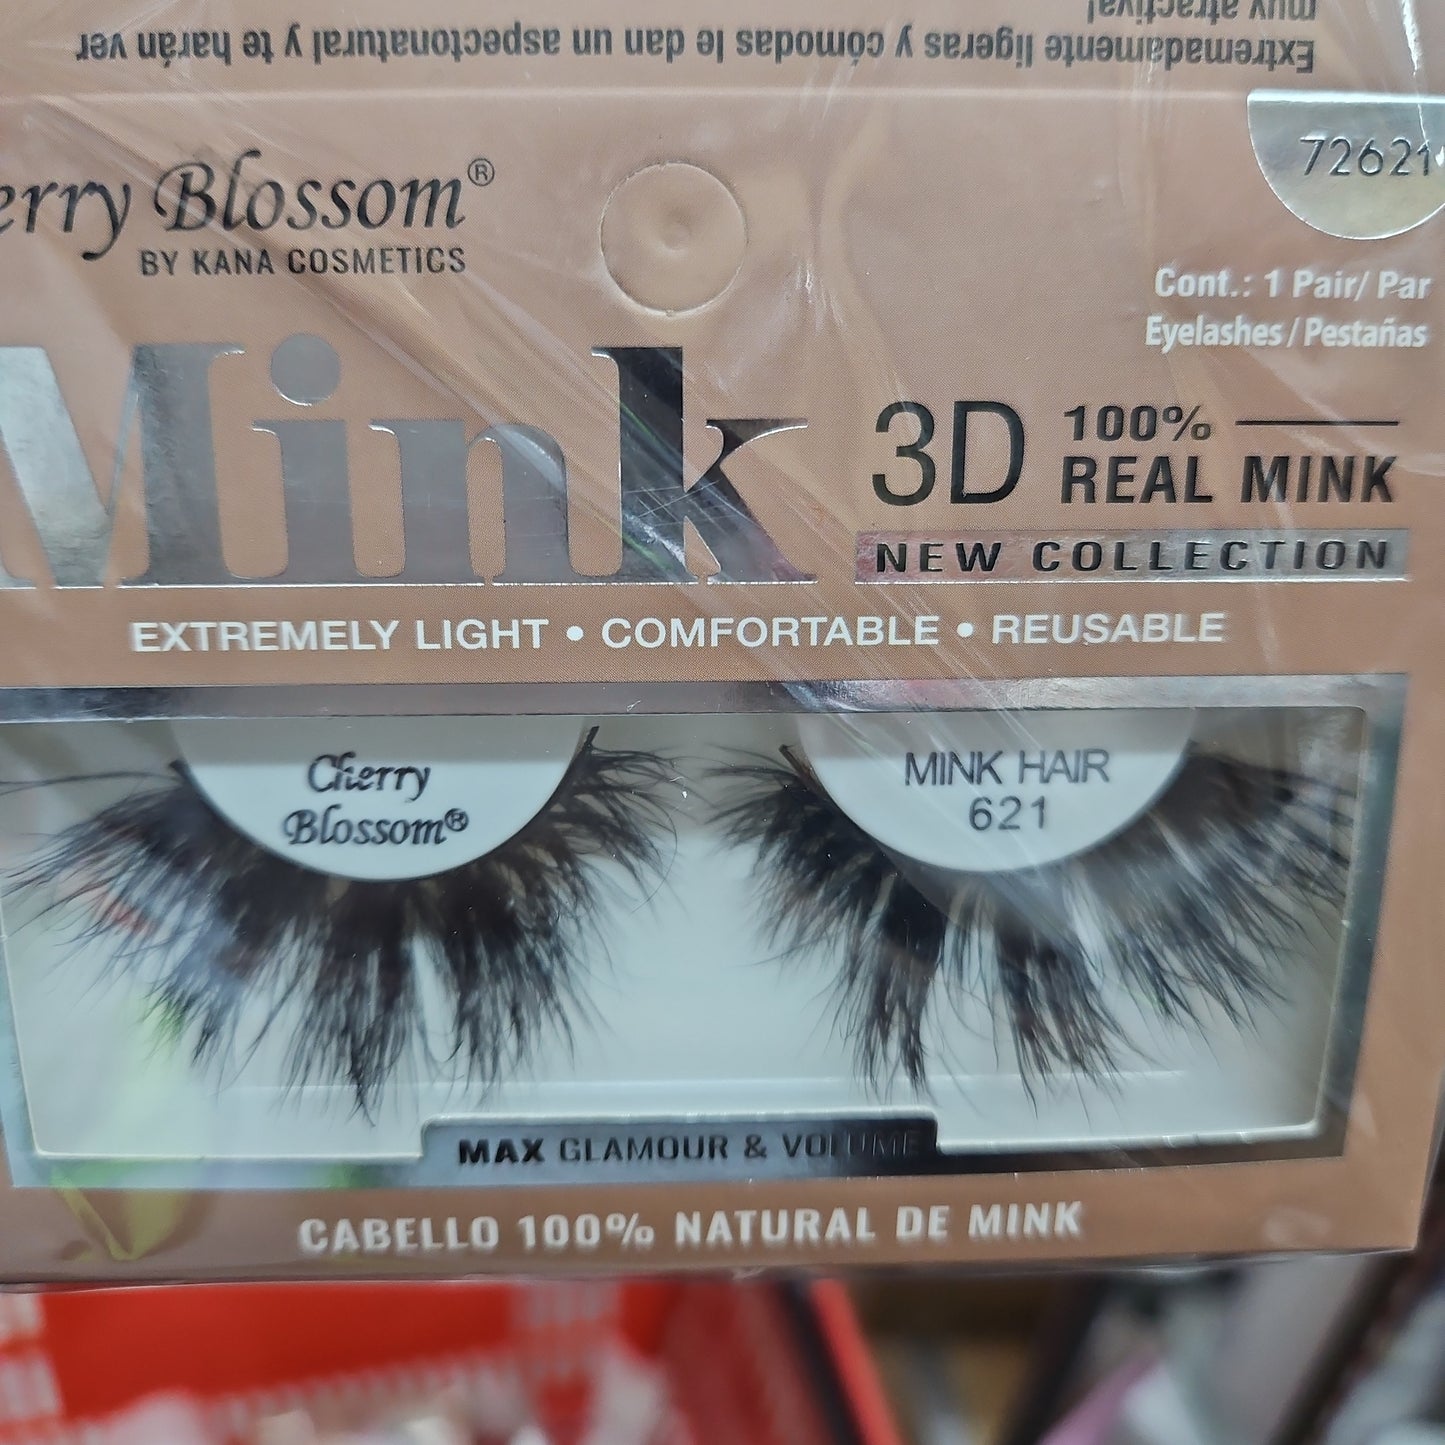 muy atractiva!
Extremadamente ligeras y cómodas le dan un aspectonatural y te harán ver
72621
erry Blossom®
BY KANA COSMETICS
Cont.: 1 Pair/ Par
Eyelashes / Pestañas
Mink
3D 100% REAL MINK
NEW COLLECTION
EXTREMELY LIGHT • COMFORTABLE • REUSABLE
Cherry
Blossom®
MINK HAIR
621
MAX GLAMOUR & VOLUME
CABELLO 100% NATURAL DE MINK